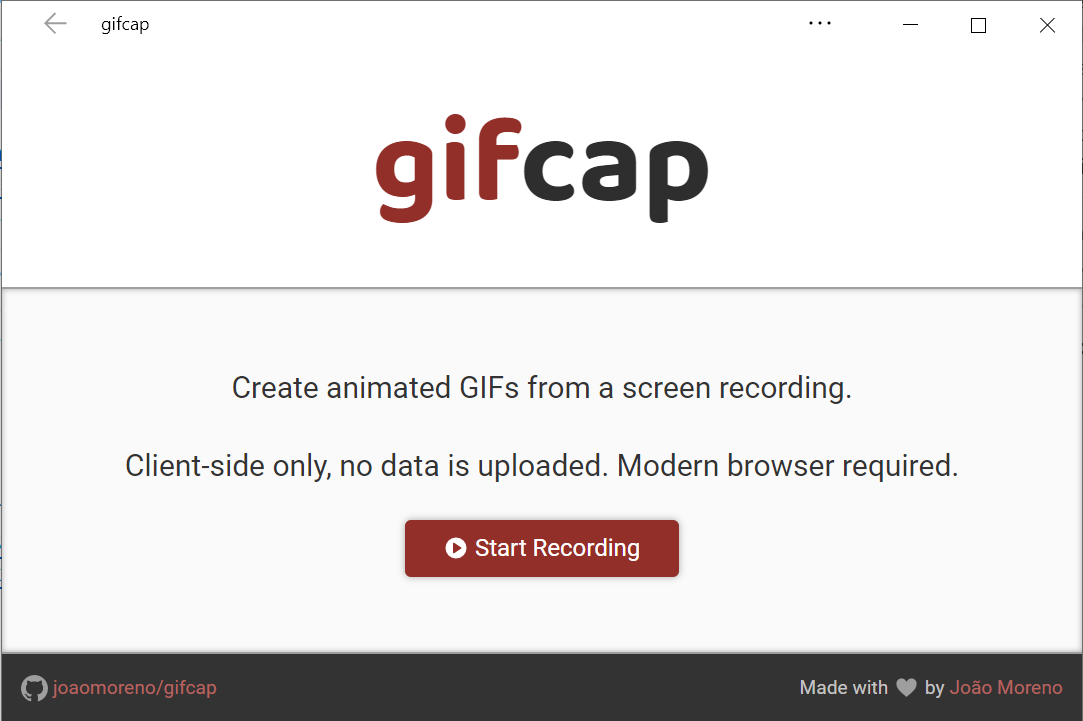 gifcap
gifcap
Create animated GIFs from a screen recording.
Client-side only, no data is uploaded. Modern browser required.
Start Recording
joaomoreno/gifcap
Made with by João Moreno